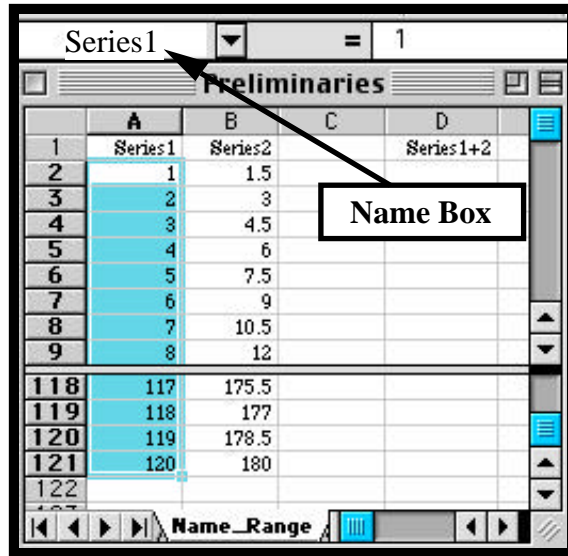 Series1 = 1
Preliminaries
A B C D
1 Series1 Series2 Series1+2
2 1 1.5
3 2 3
4 3 4.5
Name Box
5 4 6
6 5 7.5
7 6 9
8 7 10.5
9 8 12
118 117 175.5
119 118 177
120 119 178.5
121 120 180
122
Name_Range